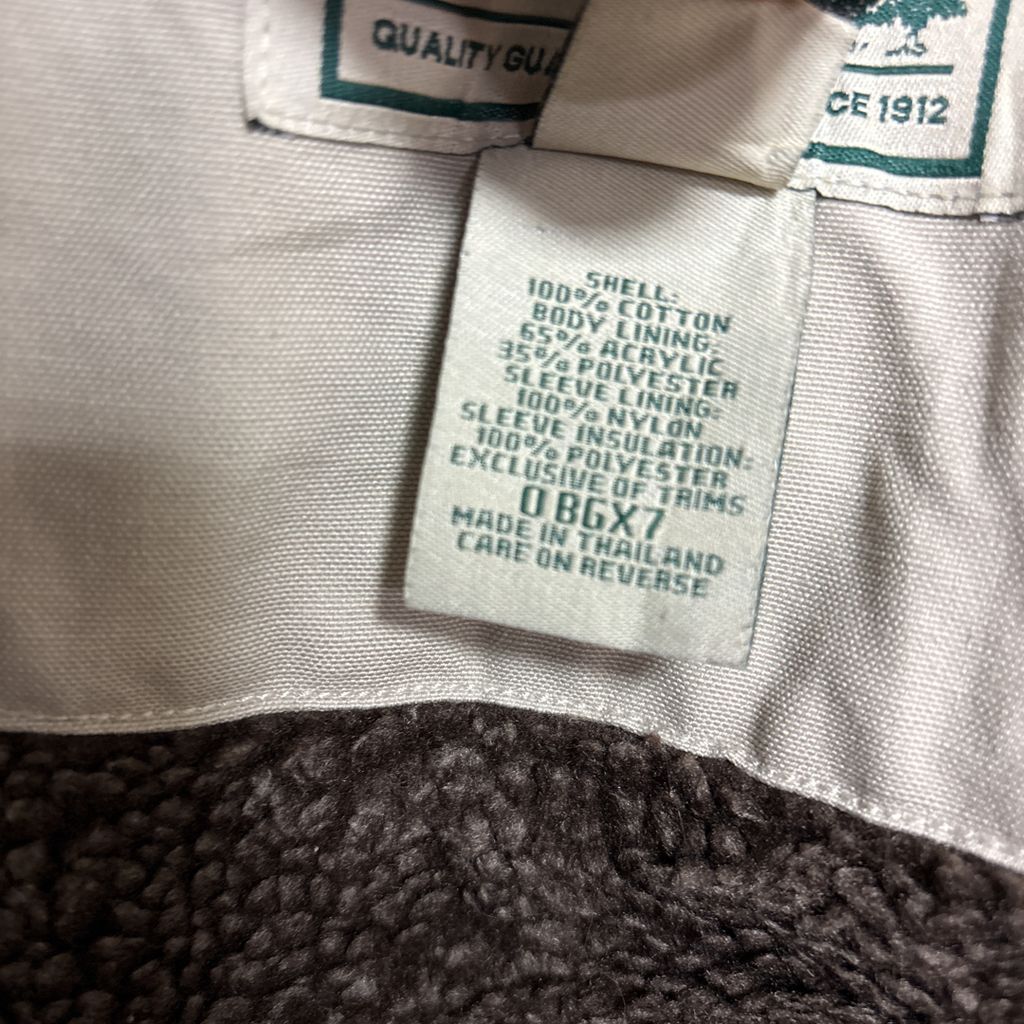 QUALITY
CE 1912
SHELL:
100% COTTON
BODY LINING:
65% ACRYLIC
35% POLYESTER
SLEEVE LINING:
100% NYLON
SLEEVE INSULATION:
100% POLYESTER
EXCLUSIVE OF TRIMS
0BGX7
MADE IN THAILAND
CARE ON REVERSE